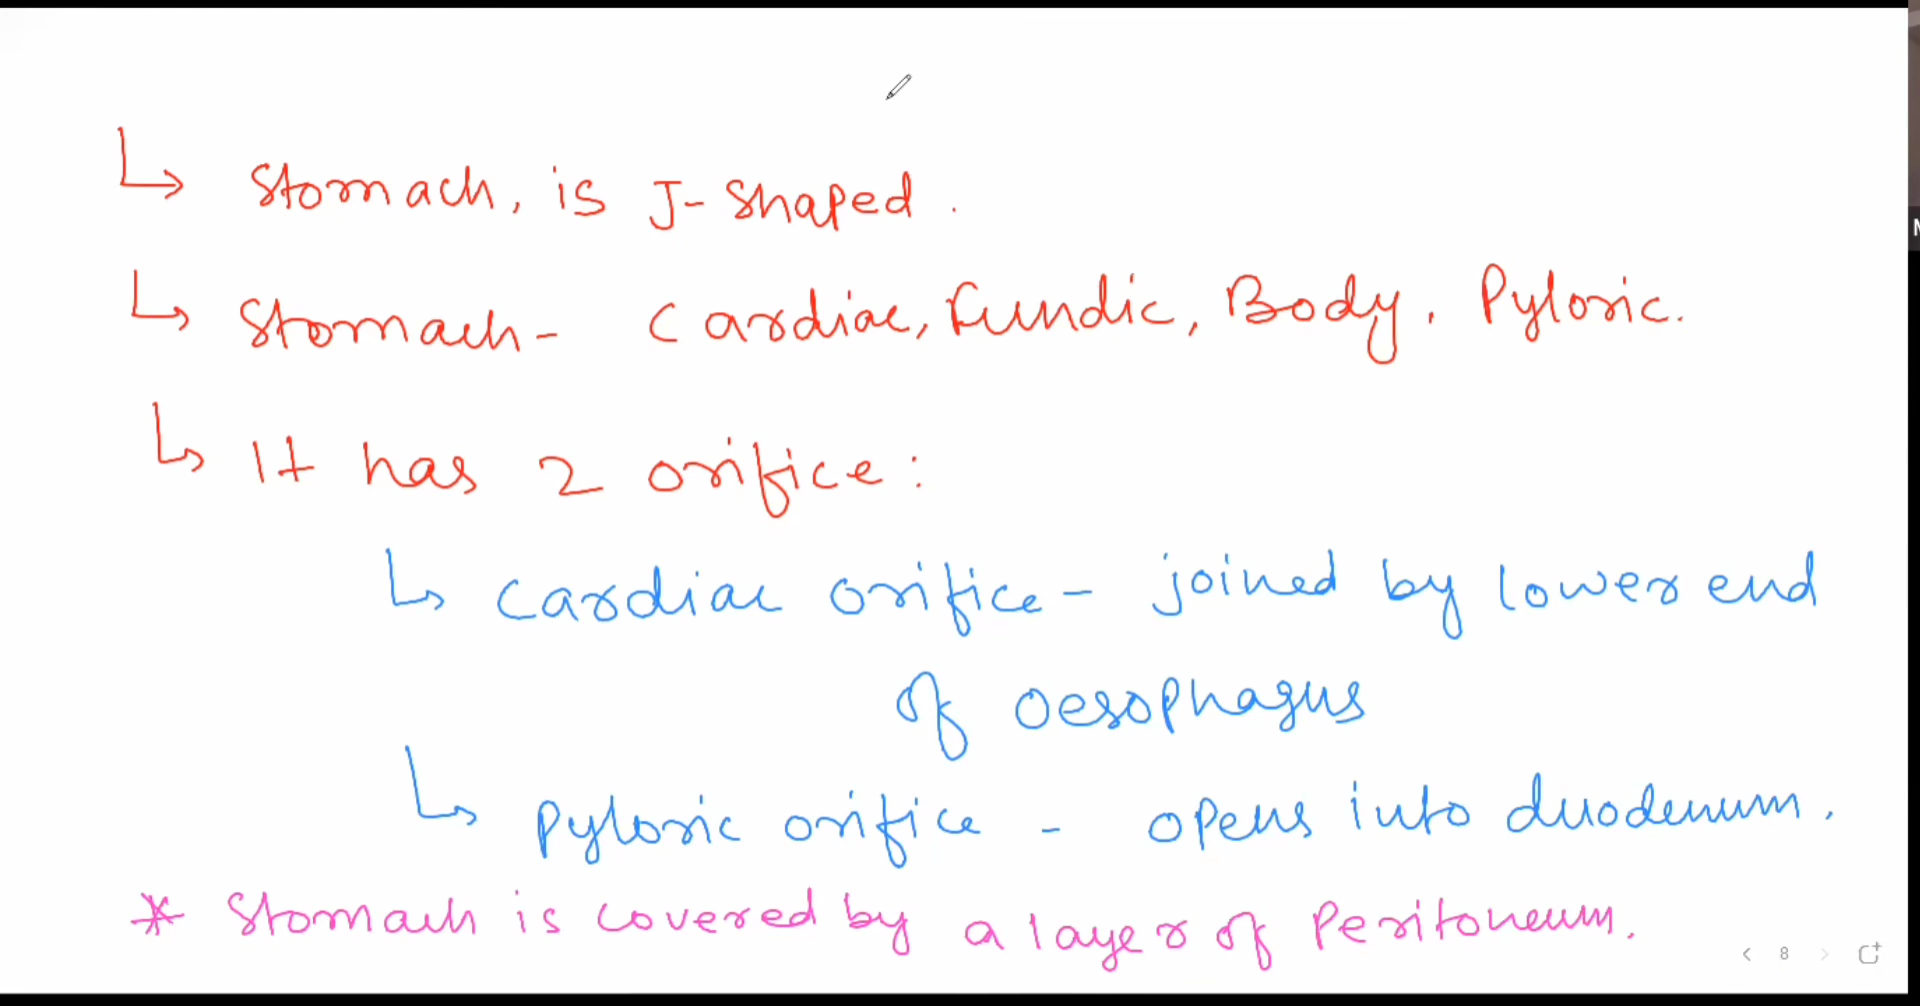 ↳ Stomach, is J-shaped.
↳ Stomach- Cardiac, Fundic, Body, Pyloric.
↳ It has 2 orifice:
↳ Cardiac orifice - joined by lower end
of oesophagus
↳ Pyloric orifice - opens into duodenum.
* Stomach is covered by a layer of Peritoneum.
< 8 >